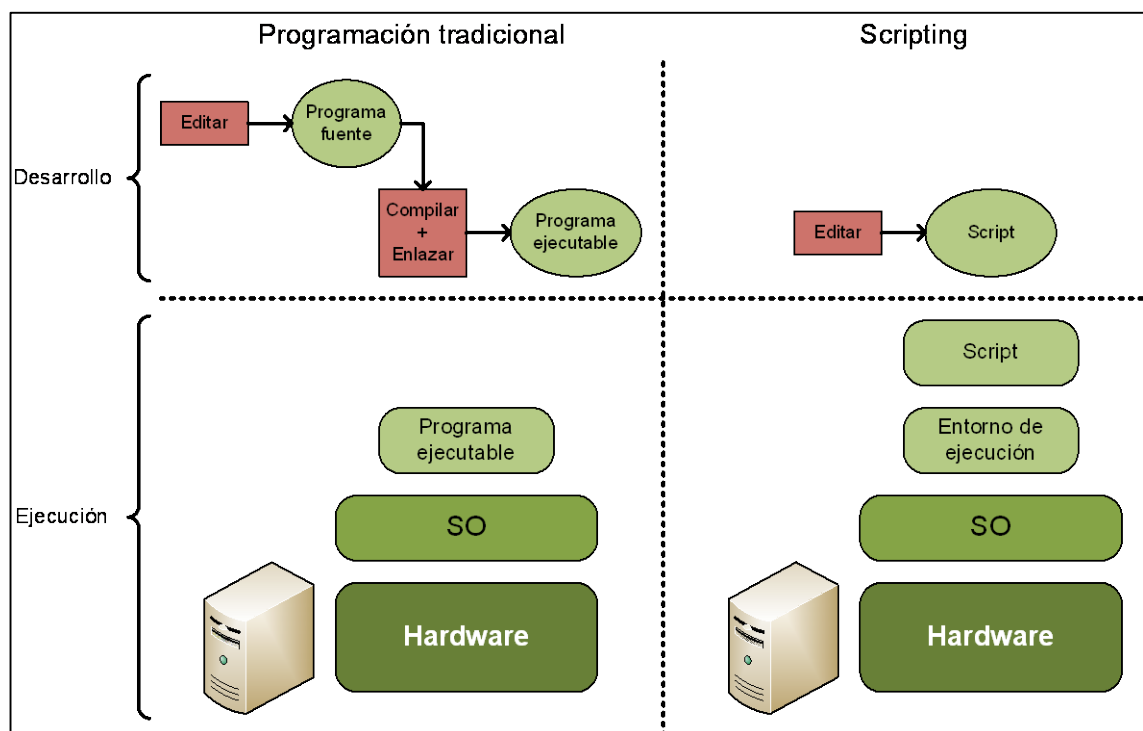 Programación tradicional
Scripting
Desarrollo
Editar
Programa
fuente
Compilar
+
Enlazar
Programa
ejecutable
Editar
Script
Ejecución
Programa
ejecutable
SO
Hardware
Script
Entorno de
ejecución
SO
Hardware